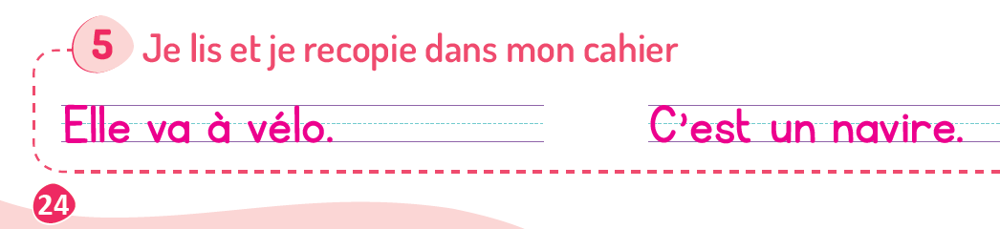 5 Je lis et je recopie dans mon cahier
Elle va à vélo. C'est un navire.
24